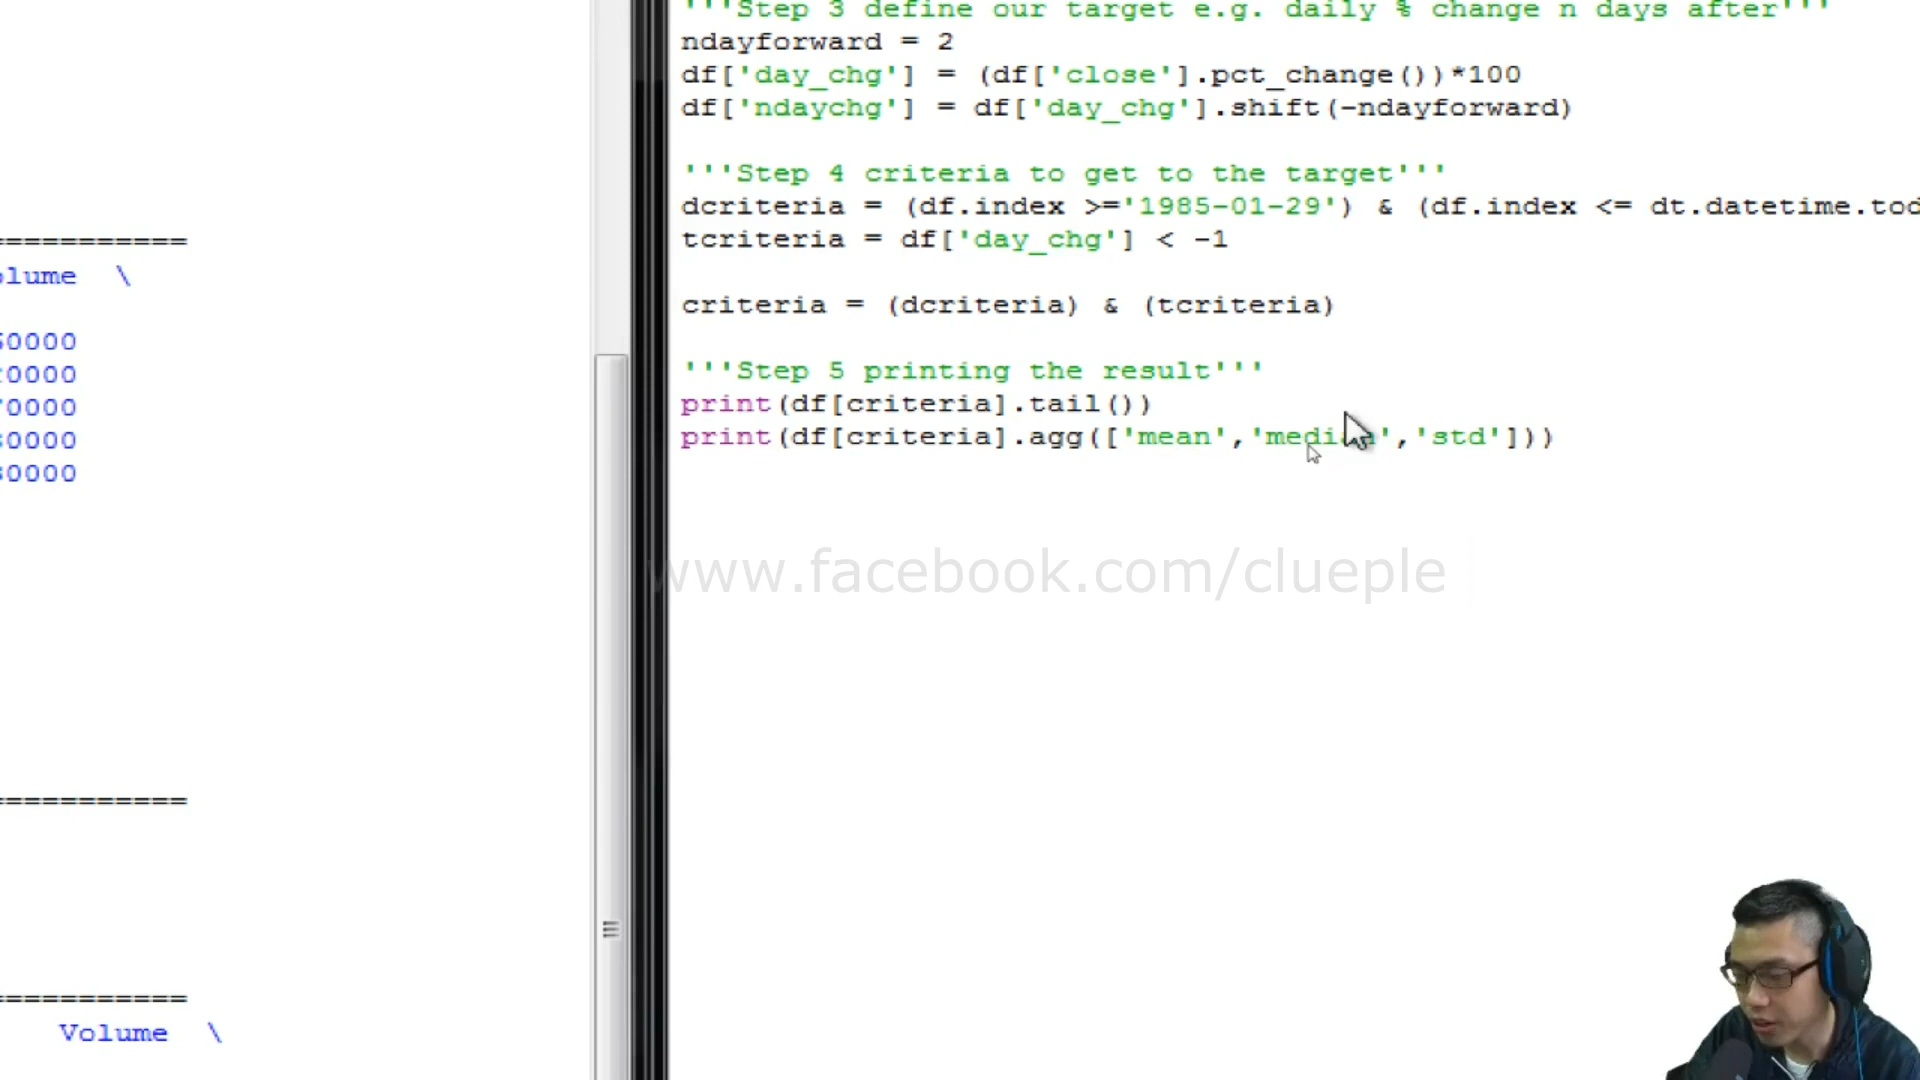 ===========
olume \
0000
0000
0000
0000
0000
===========
===========
Volume \
'''Step 3 define our target e.g. daily % change n days after'''
ndayforward = 2
df['day_chg'] = (df['close'].pct_change())*100
df['ndaychg'] = df['day_chg'].shift(-ndayforward)
'''Step 4 criteria to get to the target'''
dcriteria = (df.index >='1985-01-29') & (df.index <= dt.datetime.tod
tcriteria = df['day_chg'] < -1
criteria = (dcriteria) & (tcriteria)
'''Step 5 printing the result'''
print(df[criteria].tail())
print(df[criteria].agg(['mean','median','std']))
www.facebook.com/clueple